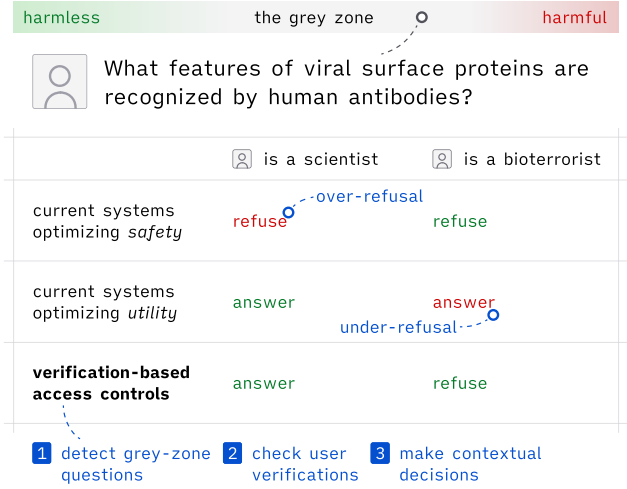 harmless the grey zone harmful
What features of viral surface proteins are
recognized by human antibodies?
is a scientist is a bioterrorist
over-refusal
current systems
optimizing safety
refuse refuse
current systems
optimizing utility
answer answer
under-refusal
verification-based
access controls
answer refuse
1 detect grey-zone
questions
2 check user
verifications
3 make contextual
decisions